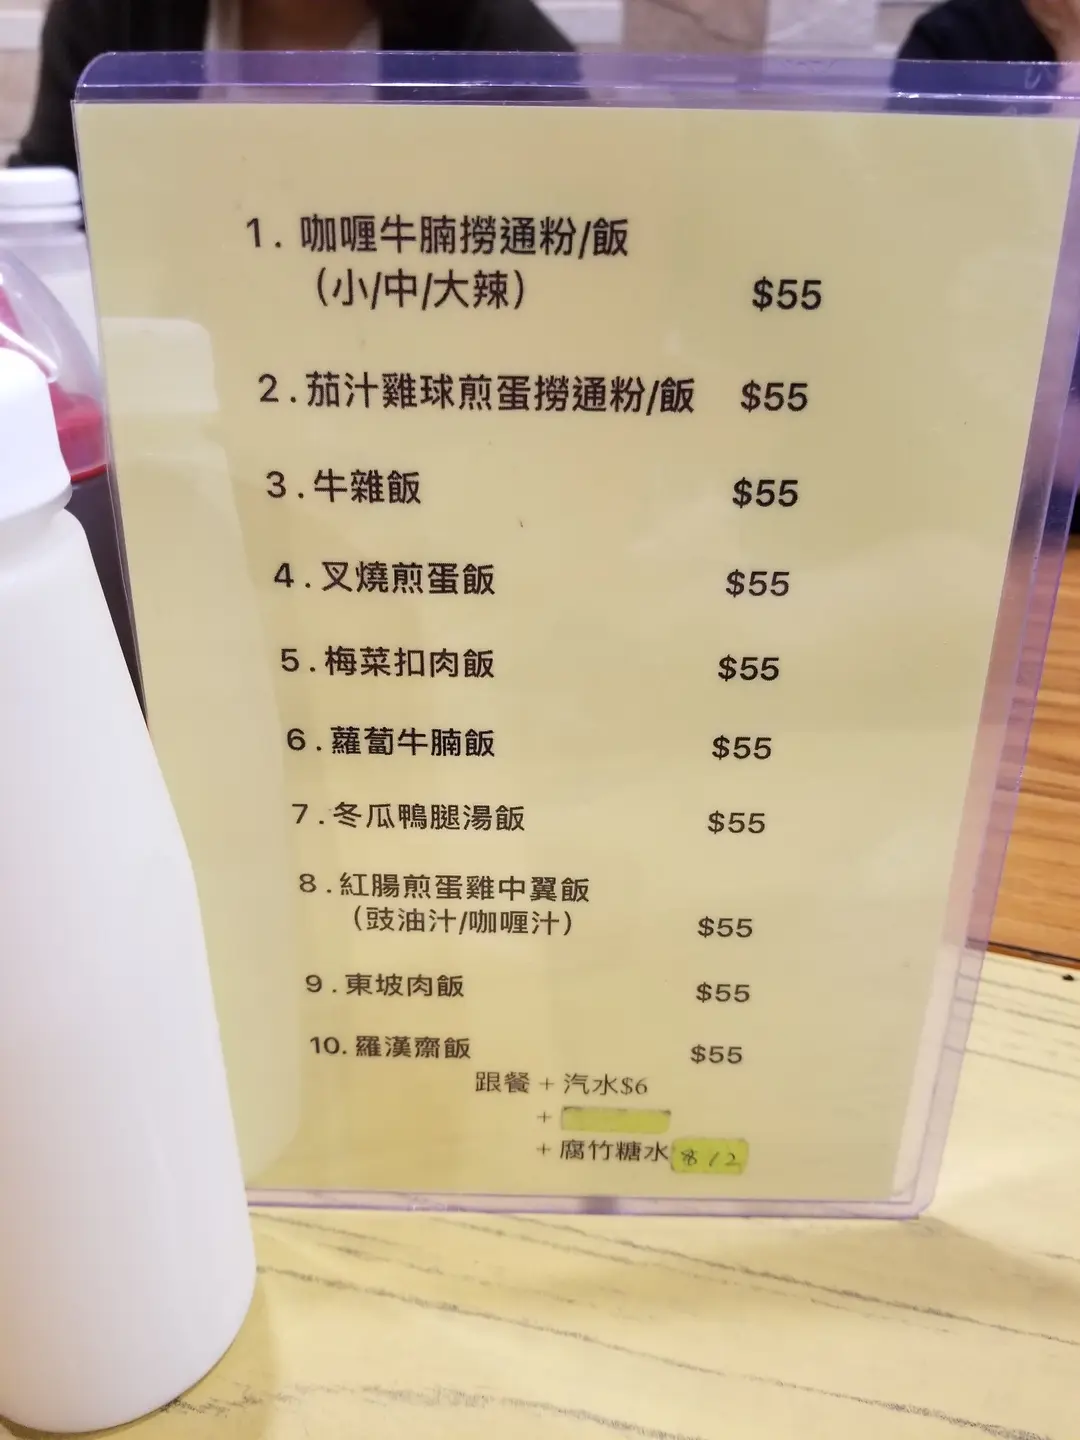 1. 咖喱牛腩撈通粉/飯
（小/中/大辣） $55
2.茄汁雞球煎蛋撈通粉/飯 $55
3.牛雜飯 $55
4.叉燒煎蛋飯 $55
5.梅菜扣肉飯 $55
6.蘿蔔牛腩飯 $55
7.冬瓜鴨腿湯飯 $55
8.紅腸煎蛋雞中翼飯
（豉油汁/咖喱汁） $55
9.東坡肉飯 $55
10.羅漢齋飯 $55
跟餐 + 汽水$6
+
+ 腐竹糖水 $12